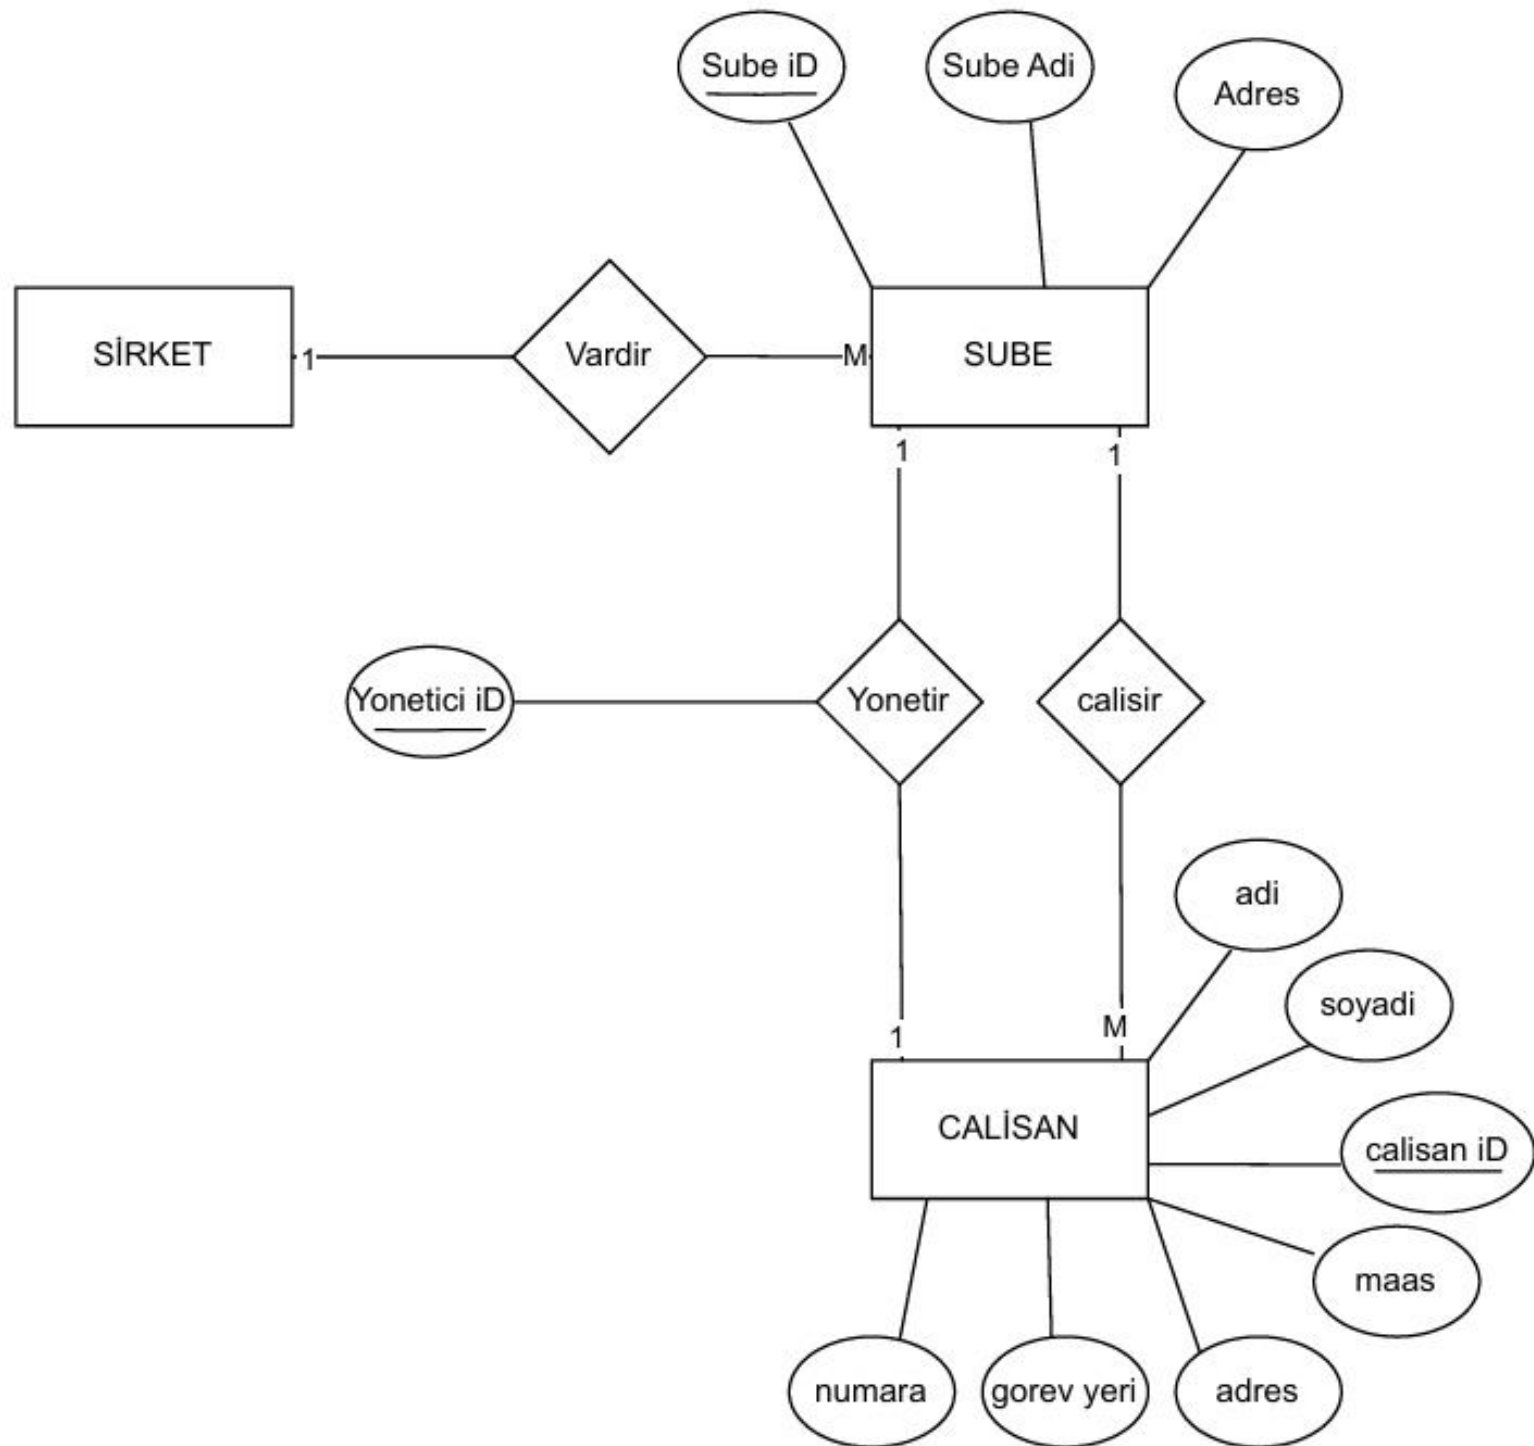 Sube iD
Sube Adi
Adres
SİRKET
1
Vardir
M
SUBE
1
1
Yonetici iD
Yonetir
calisir
adi
soyadi
1
M
CALİSAN
calisan iD
maas
numara
gorev yeri
adres